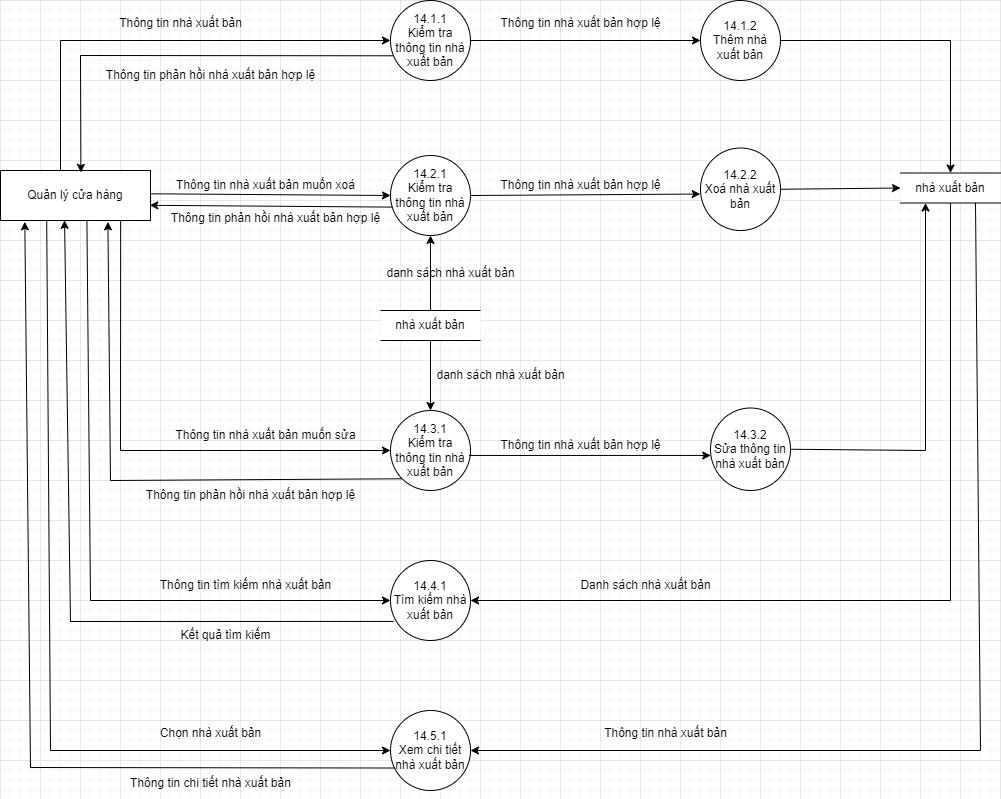 Thông tin nhà xuất bản
14.1.1
Kiểm tra
thông tin nhà
xuất bản
Thông tin nhà xuất bản hợp lệ
14.1.2
Thêm nhà
xuất bản
Thông tin phản hồi nhà xuất bản hợp lệ
Quản lý cửa hàng
Thông tin nhà xuất bản muốn xoá
Thông tin phản hồi nhà xuất bản hợp lệ
14.2.1
Kiểm tra
thông tin nhà
xuất bản
Thông tin nhà xuất bản hợp lệ
14.2.2
Xoá nhà xuất
bản
nhà xuất bản
danh sách nhà xuất bản
nhà xuất bản
danh sách nhà xuất bản
Thông tin nhà xuất bản muốn sửa
14.3.1
Kiểm tra
thông tin nhà
xuất bản
Thông tin nhà xuất bản hợp lệ
14.3.2
Sửa thông tin
nhà xuất bản
Thông tin phản hồi nhà xuất bản hợp lệ
Thông tin tìm kiếm nhà xuất bản
14.4.1
Tìm kiếm nhà
xuất bản
Danh sách nhà xuất bản
Kết quả tìm kiếm
Chọn nhà xuất bản
14.5.1
Xem chi tiết
nhà xuất bản
Thông tin nhà xuất bản
Thông tin chi tiết nhà xuất bản